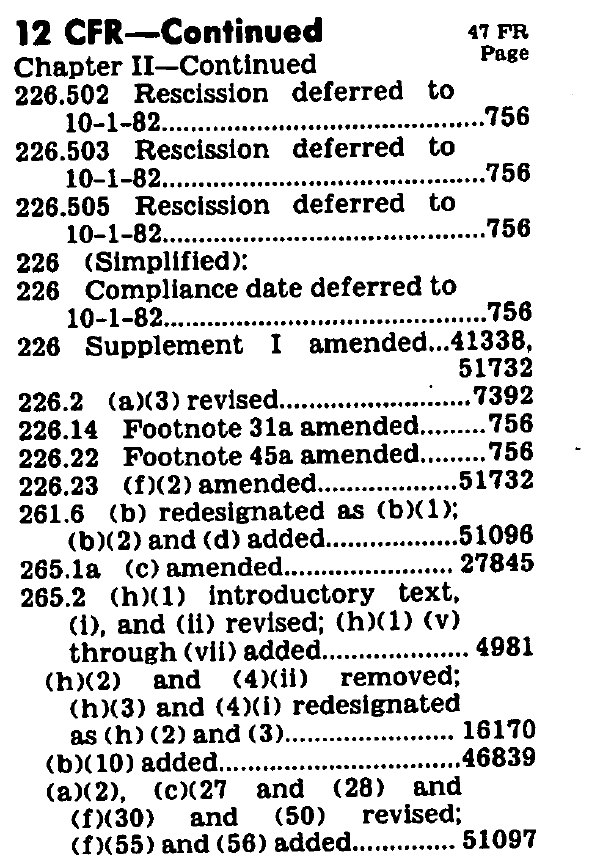 12 CFR—Continued
47 FR
Page
Chapter II—Continued
226.502 Rescission deferred to
10-1-82............................................756
226.503 Rescission deferred to
10-1-82............................................756
226.505 Rescission deferred to
10-1-82............................................756
226 (Simplified):
226 Compliance date deferred to
10-1-82............................................756
226 Supplement I amended...41338,
51732
226.2 (a)(3) revised..........................7392
226.14 Footnote 31a amended.........756
226.22 Footnote 45a amended.........756
226.23 (f)(2) amended...................51732
261.6 (b) redesignated as (b)(1);
(b)(2) and (d) added..................51096
265.1a (c) amended....................... 27845
265.2 (h)(1) introductory text,
(i), and (ii) revised; (h)(1) (v)
through (vii) added.................... 4981
(h)(2) and (4)(ii) removed;
(h)(3) and (4)(i) redesignated
as (h) (2) and (3)....................... 16170
(b)(10) added.................................46839
(a)(2), (c)(27 and (28) and
(f)(30) and (50) revised;
(f)(55) and (56) added.............. 51097